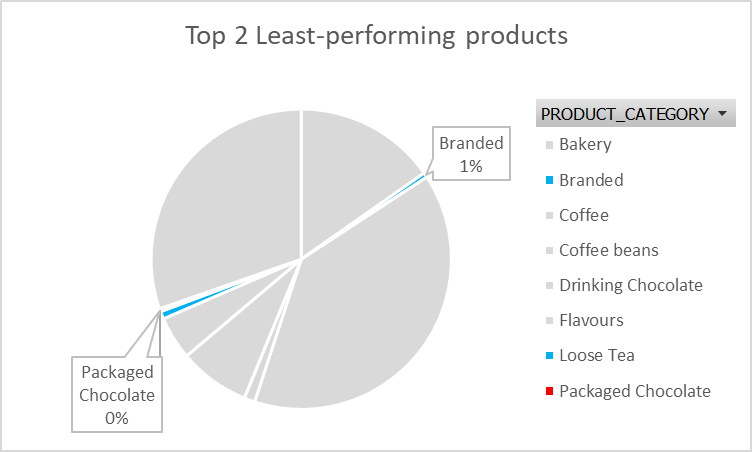 Top 2 Least-performing products
PRODUCT_CATEGORY
Bakery
Branded
Coffee
Coffee beans
Drinking Chocolate
Flavours
Loose Tea
Packaged Chocolate
Branded
1%
Packaged
Chocolate
0%